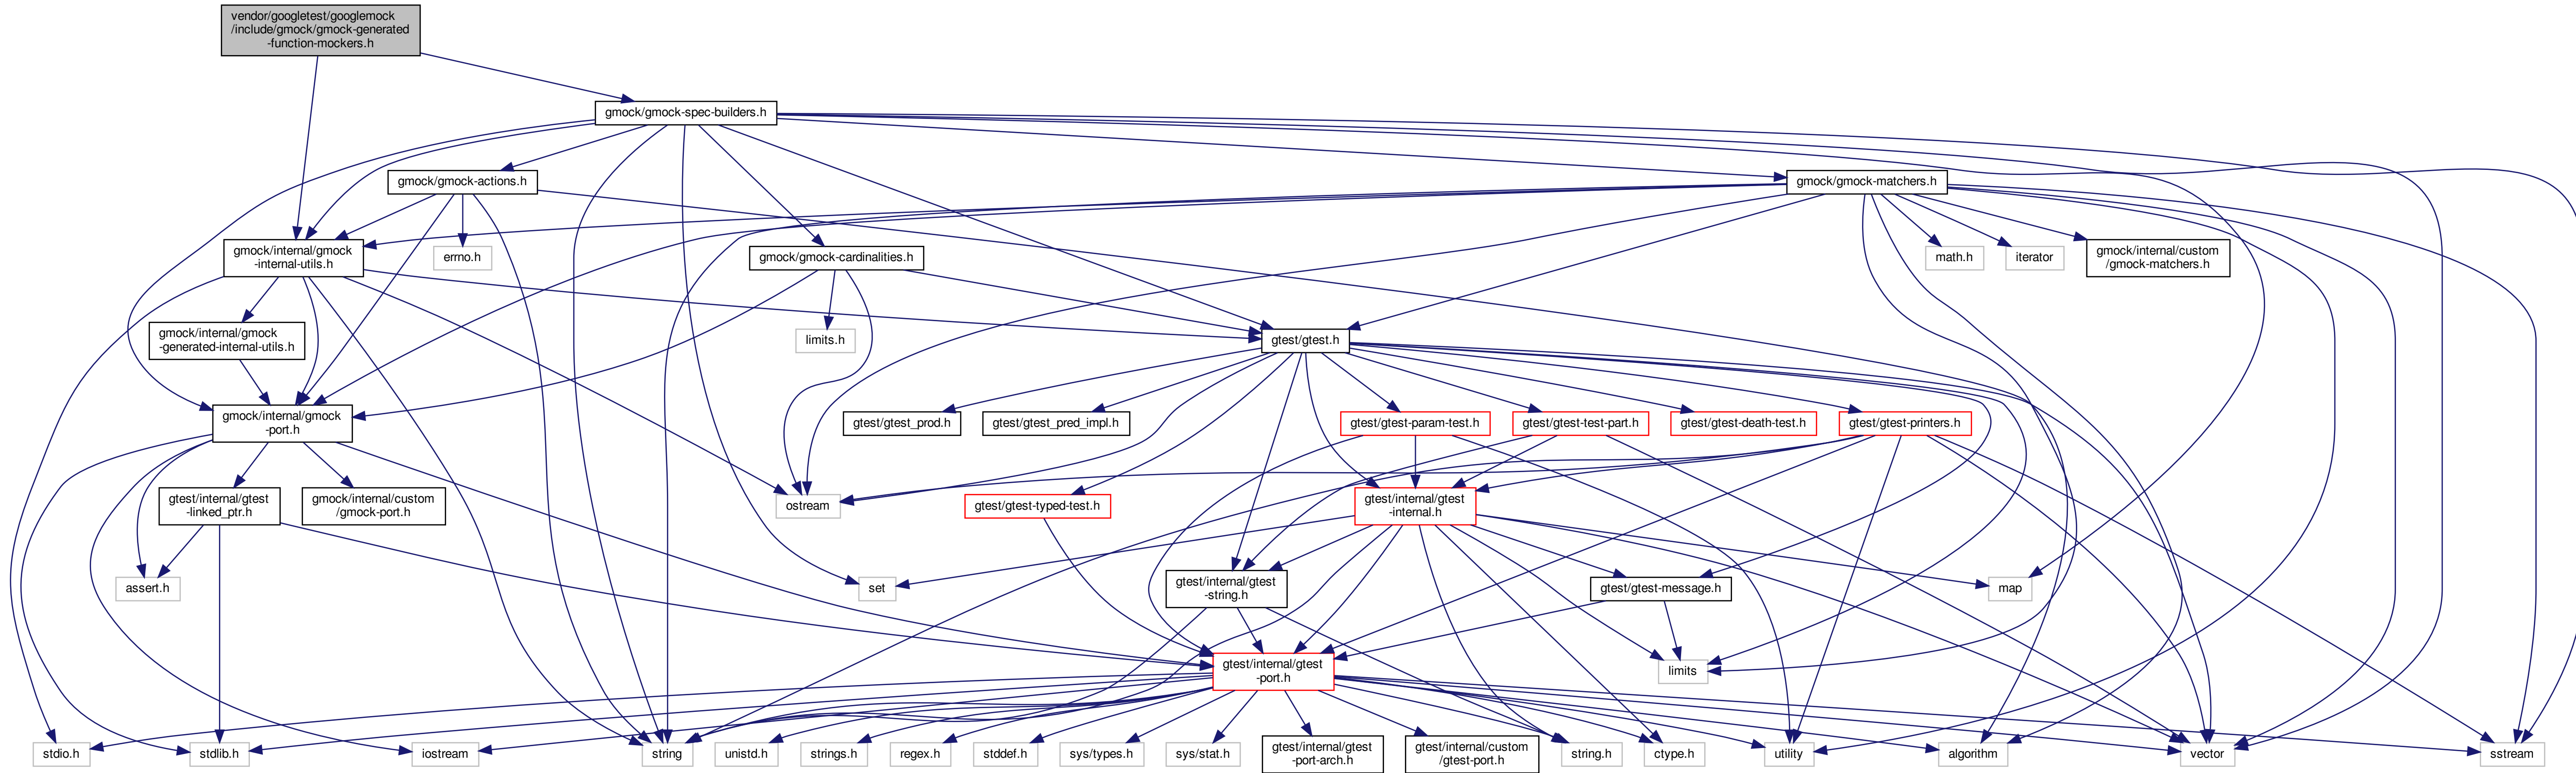 vendor/googletest/googlemock
/include/gmock/gmock-generated
-function-mockers.h
gmock/gmock-spec-builders.h
gmock/gmock-actions.h
gmock/gmock-matchers.h
gmock/internal/gmock
-internal-utils.h
errno.h
gmock/gmock-cardinalities.h
math.h
iterator
gmock/internal/custom
/gmock-matchers.h
gmock/internal/gmock
-generated-internal-utils.h
limits.h
gtest/gtest.h
gmock/internal/gmock
-port.h
gtest/gtest_prod.h
gtest/gtest_pred_impl.h
gtest/gtest-param-test.h
gtest/gtest-test-part.h
gtest/gtest-death-test.h
gtest/gtest-printers.h
gtest/internal/gtest
-linked_ptr.h
gmock/internal/custom
/gmock-port.h
ostream
gtest/gtest-typed-test.h
gtest/internal/gtest
-internal.h
assert.h
set
gtest/internal/gtest
-string.h
gtest/gtest-message.h
map
gtest/internal/gtest
-port.h
limits
stdio.h
stdlib.h
iostream
string
unistd.h
strings.h
regex.h
stddef.h
sys/types.h
sys/stat.h
gtest/internal/gtest
-port-arch.h
gtest/internal/custom
/gtest-port.h
string.h
ctype.h
utility
algorithm
vector
sstream